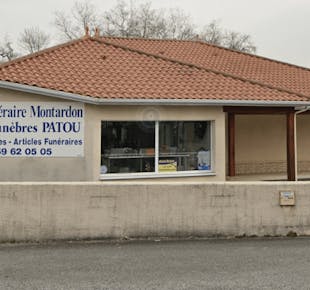 éraire Montardon
unèbres PATOU
es - Articles Funéraires
59 62 05 05